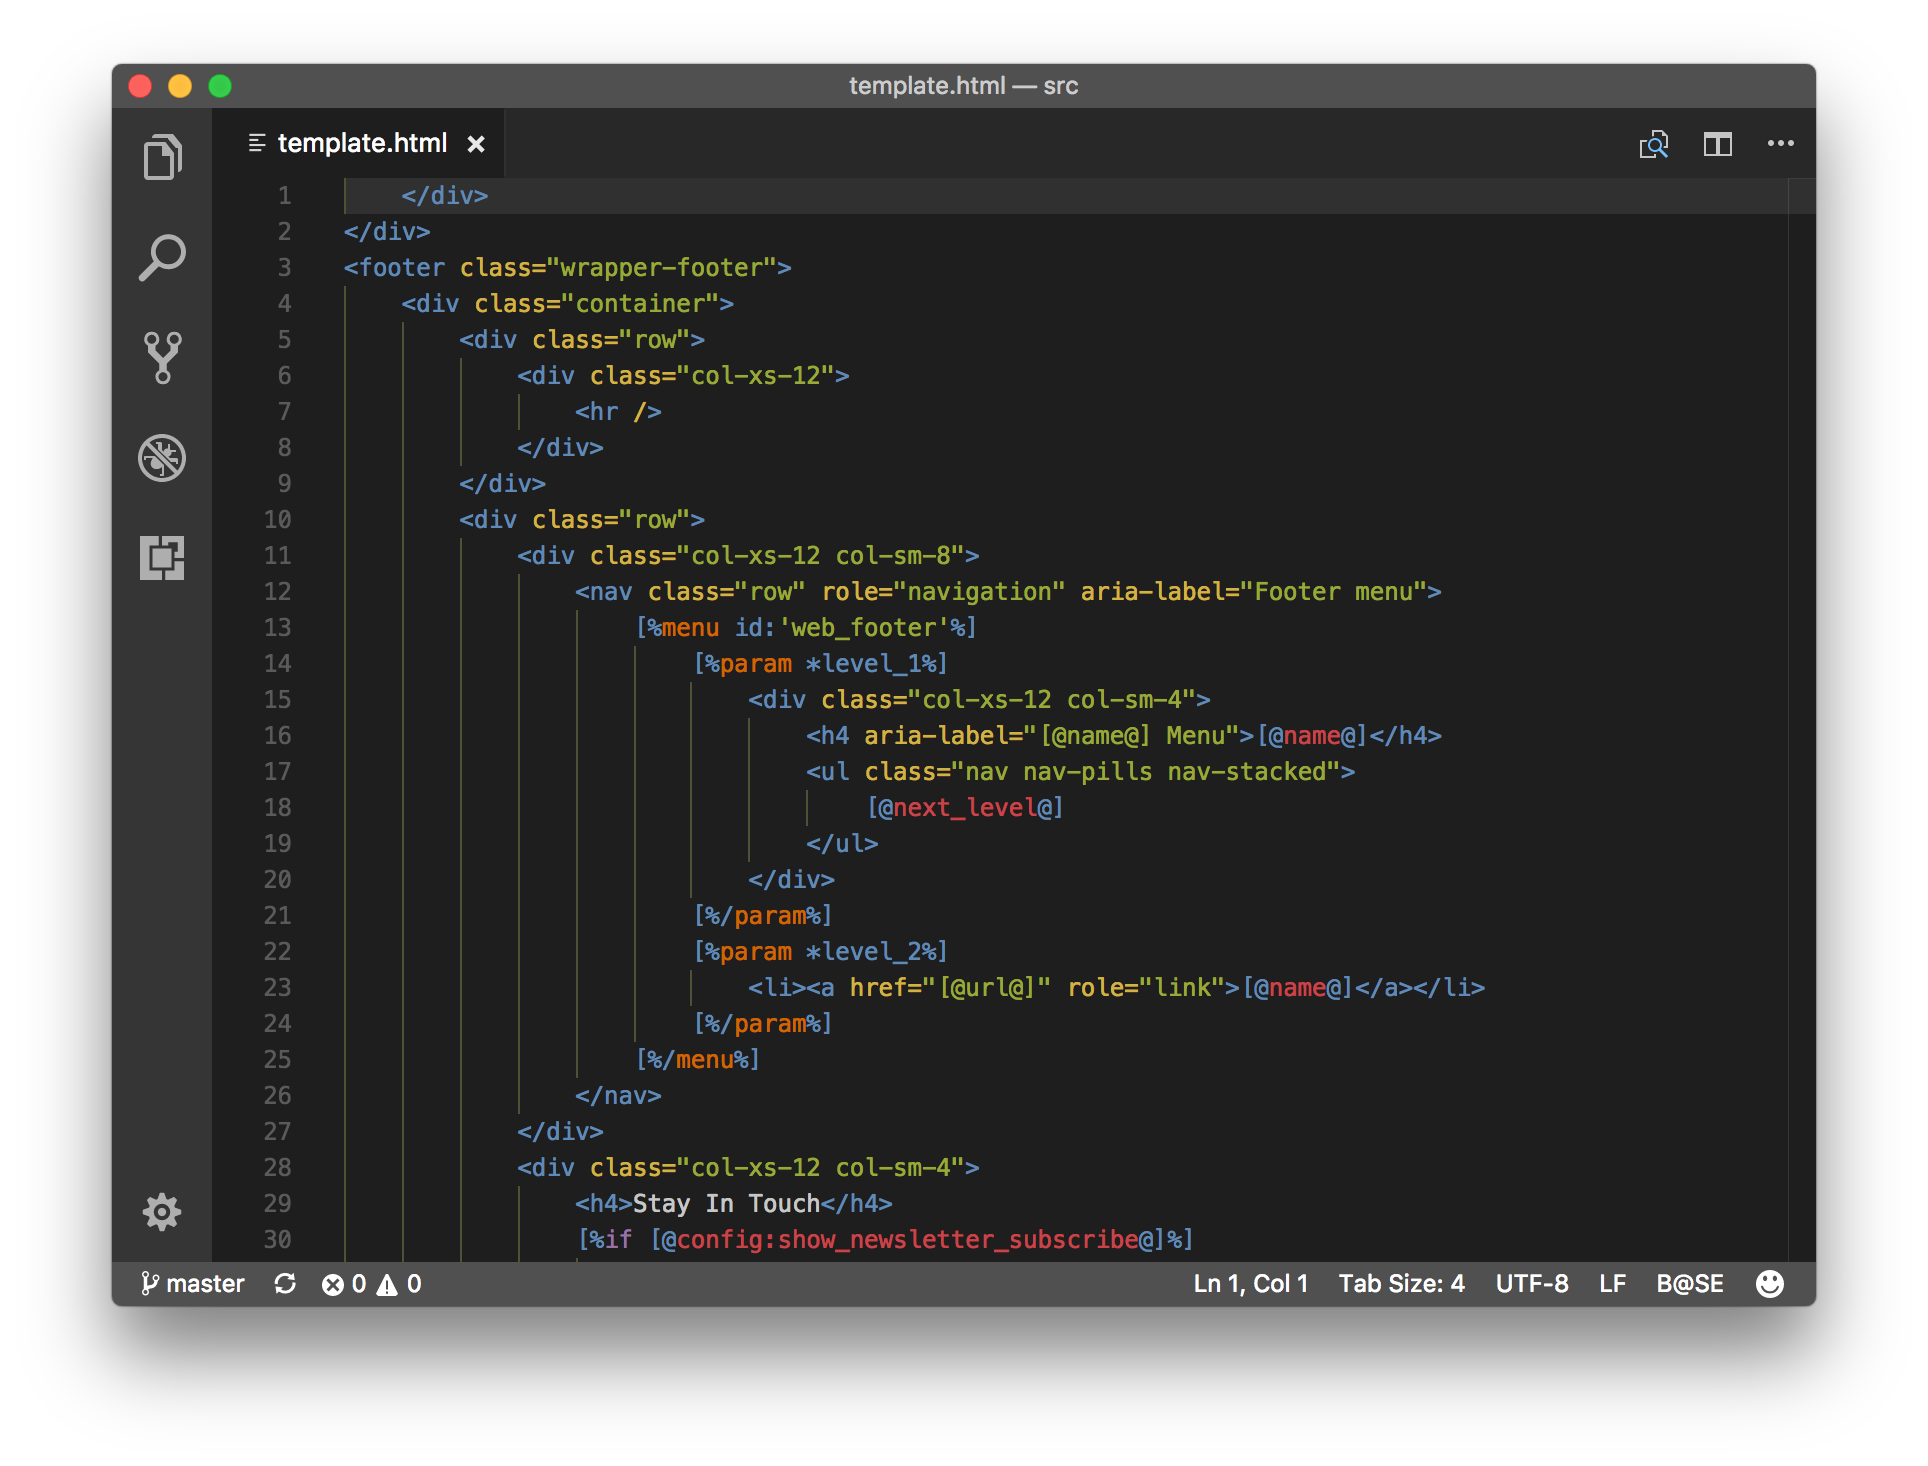 template.html — src
template.html
1 </div>
2 </div>
3 <footer class="wrapper-footer">
4 <div class="container">
5 <div class="row">
6 <div class="col-xs-12">
7 <hr />
8 </div>
9 </div>
10 <div class="row">
11 <div class="col-xs-12 col-sm-8">
12 <nav class="row" role="navigation" aria-label="Footer menu">
13 [%menu id:'web_footer'%]
14 [%param *level_1%]
15 <div class="col-xs-12 col-sm-4">
16 <h4 aria-label="[@name@] Menu">[@name@]</h4>
17 <ul class="nav nav-pills nav-stacked">
18 [@next_level@]
19 </ul>
20 </div>
21 [%/param%]
22 [%param *level_2%]
23 <li><a href="[@url@]" role="link">[@name@]</a></li>
24 [%/param%]
25 [%/menu%]
26 </nav>
27 </div>
28 <div class="col-xs-12 col-sm-4">
29 <h4>Stay In Touch</h4>
30 [%if [@config:show_newsletter_subscribe@]%]
master 0 0 Ln 1, Col 1 Tab Size: 4 UTF-8 LF B@SE